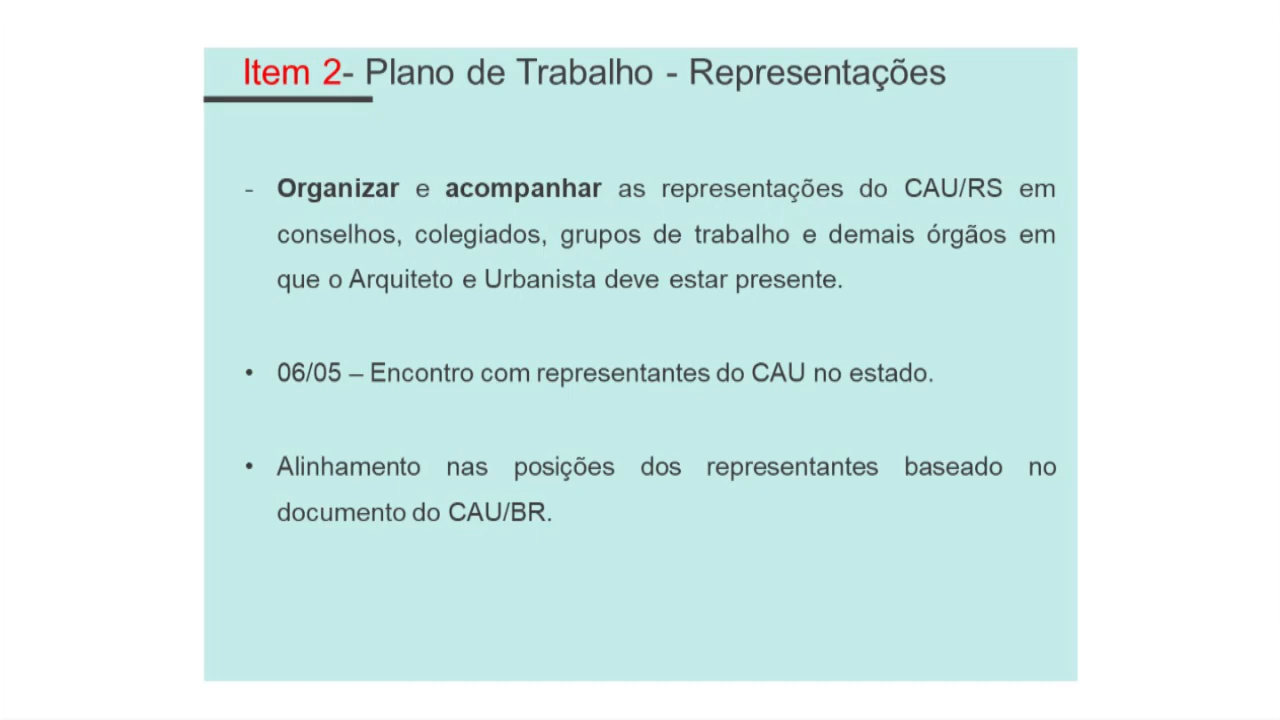 Item 2- Plano de Trabalho - Representações
- Organizar e acompanhar as representações do CAU/RS em
conselhos, colegiados, grupos de trabalho e demais órgãos em
que o Arquiteto e Urbanista deve estar presente.
• 06/05 – Encontro com representantes do CAU no estado.
• Alinhamento nas posições dos representantes baseado no
documento do CAU/BR.